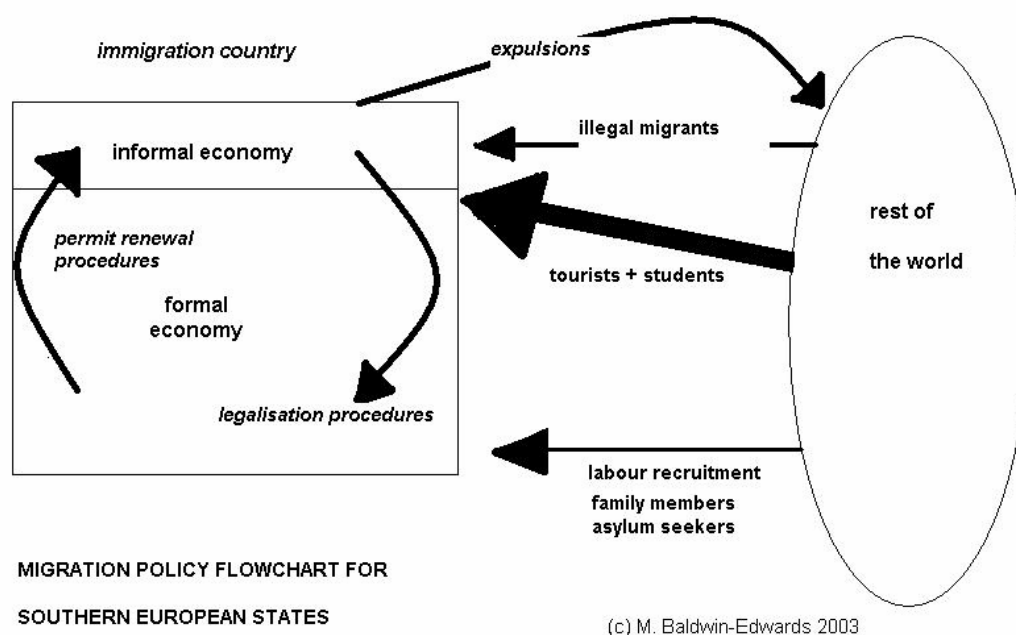 immigration country
expulsions
illegal migrants
informal economy
permit renewal
procedures
formal
economy
legalisation procedures
tourists + students
rest of
the world
labour recruitment
family members
asylum seekers
MIGRATION POLICY FLOWCHART FOR
SOUTHERN EUROPEAN STATES
(c) M. Baldwin-Edwards 2003